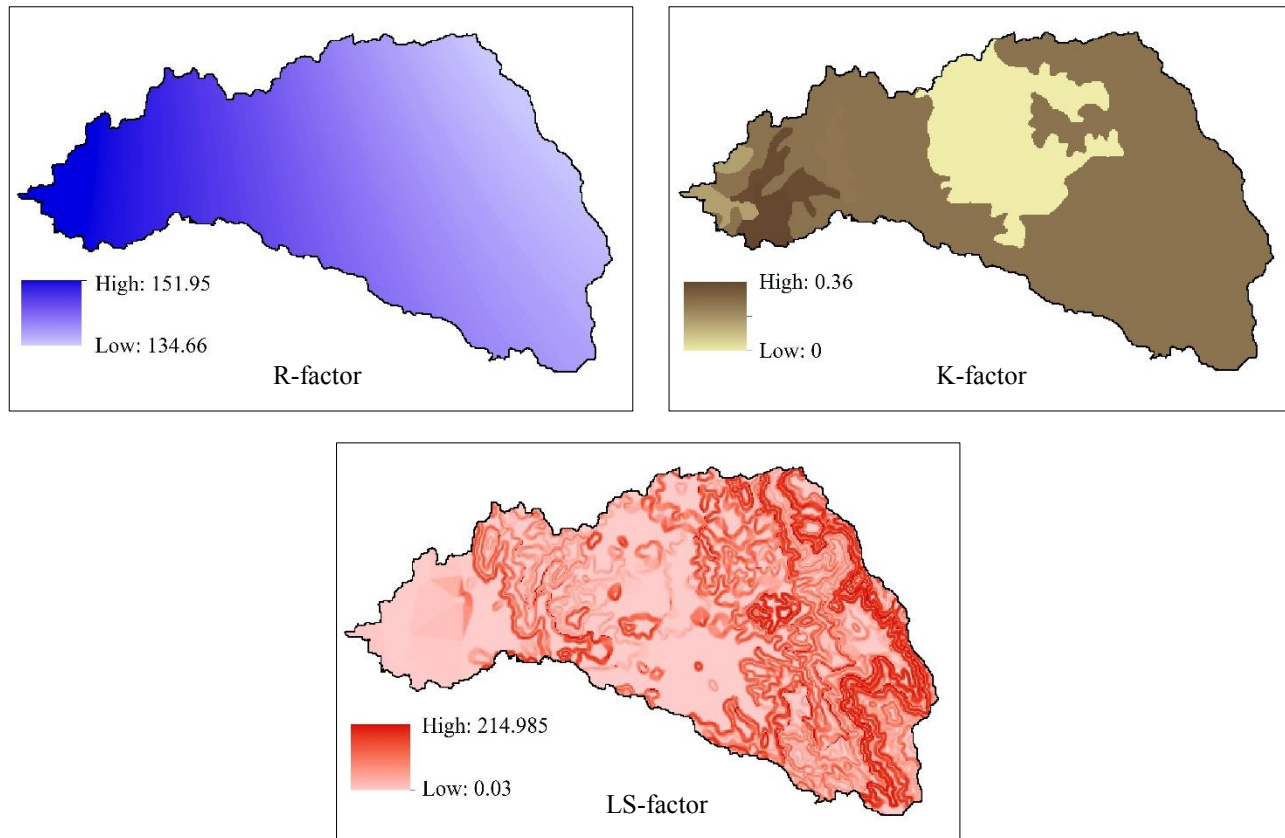 High: 151.95
Low: 134.66
R-factor
High: 0.36
Low: 0
K-factor
High: 214.985
Low: 0.03
LS-factor